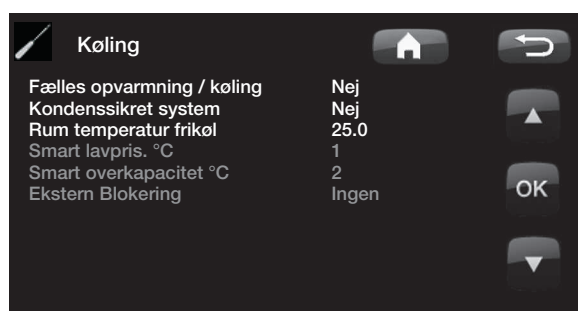 Køling
Fælles opvarmning / køling Nej
Kondenssikret system Nej
Rum temperatur frikøl 25.0
Smart lavpris. °C 1
Smart overkapacitet °C 2
Ekstern Blokering Ingen
OK